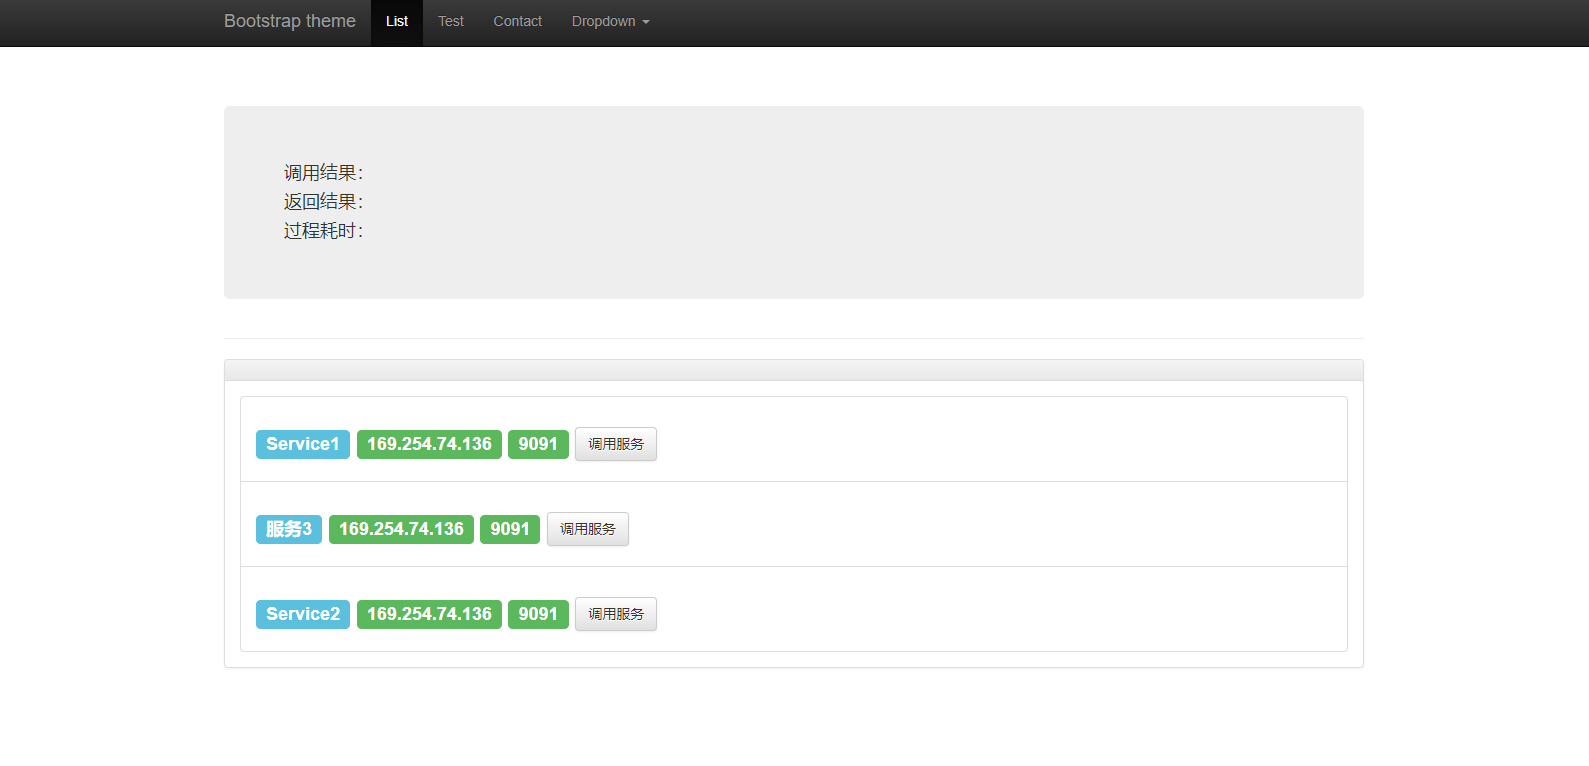 Bootstrap theme List Test Contact Dropdown
调用结果：
返回结果：
过程耗时：
Service1 169.254.74.136 9091 调用服务
服务3 169.254.74.136 9091 调用服务
Service2 169.254.74.136 9091 调用服务